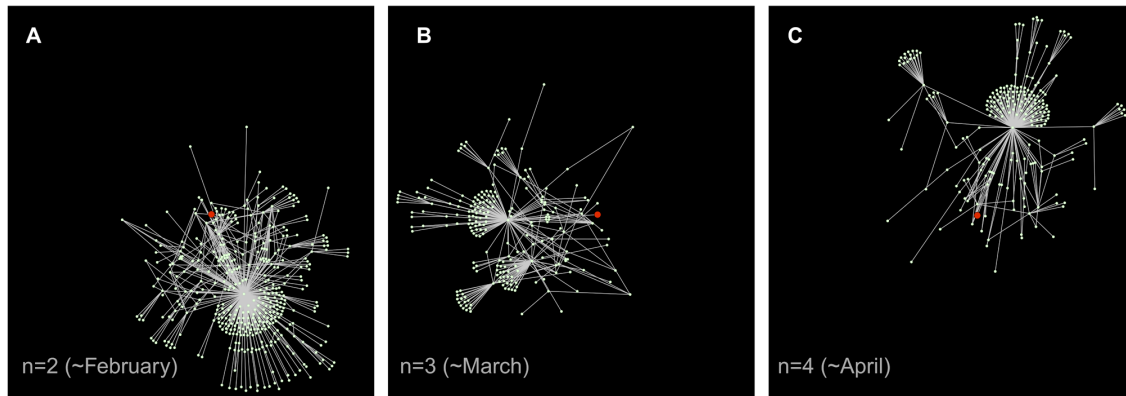 A
B
C
n=2 (~February)
n=3 (~March)
n=4 (~April)